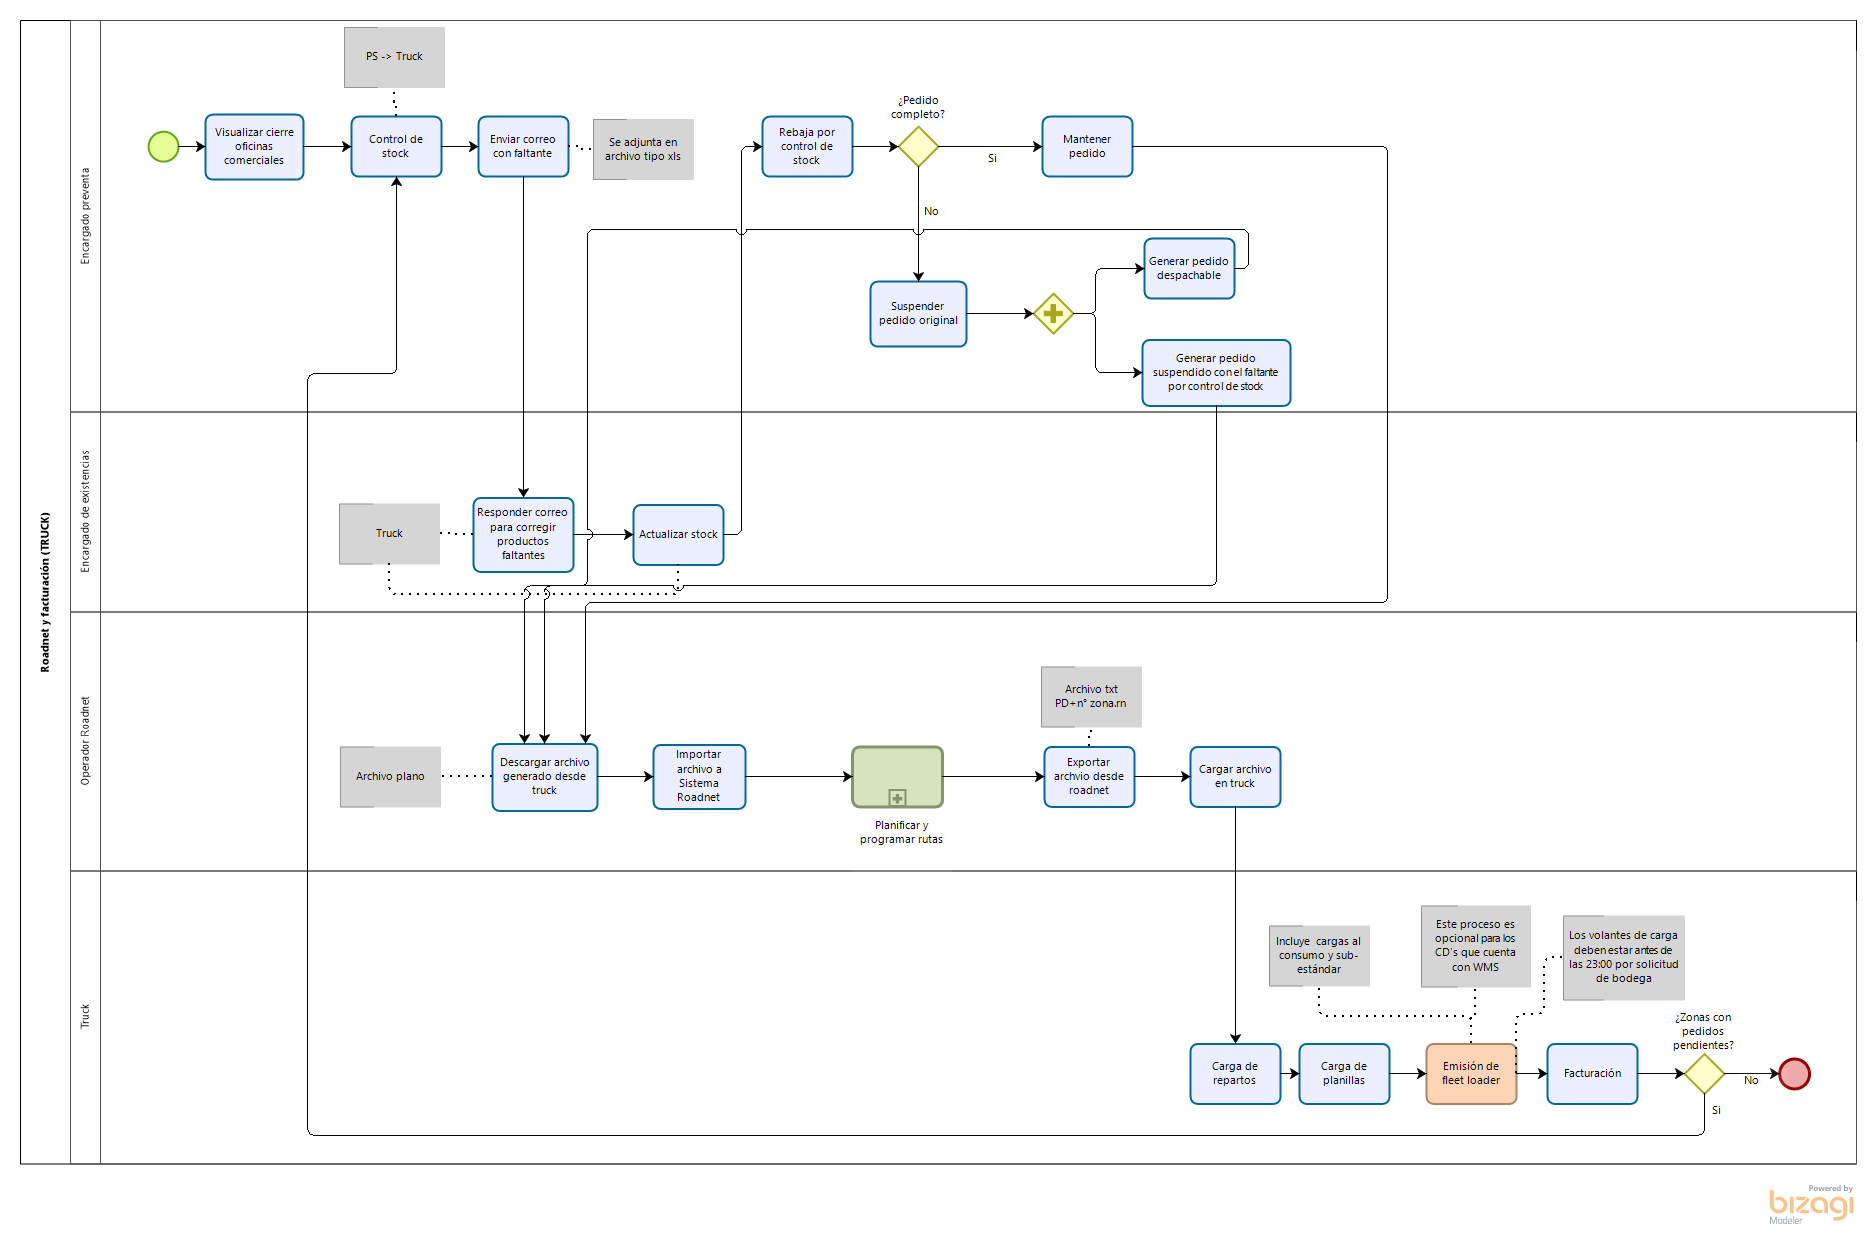 Roadnet y facturación (TRUCK)
Encargado preventa
PS -> Truck
Visualizar cierre
oficinas
comerciales
Control de
stock
Enviar correo
con faltante
Se adjunta en
archivo tipo xls
Rebaja por
control de
stock
¿Pedido
completo?
Si
Mantener
pedido
No
Suspender
pedido original
Generar pedido
despachable
Generar pedido
suspendido con el faltante
por control de stock
Encargado de existencias
Truck
Responder correo
para corregir
productos
faltantes
Actualizar stock
Operador Roadnet
Archivo plano
Descargar archivo
generado desde
truck
Importar
archivo a
Sistema
Roadnet
Planificar y
programar rutas
Archivo txt
PD+n° zona.rn
Exportar
archvio desde
roadnet
Cargar archivo
en truck
Truck
Incluye cargas al
consumo y sub-
estándar
Este proceso es
opcional para los
CD's que cuenta
con WMS
Los volantes de carga
deben estar antes de
las 23:00 por solicitud
de bodega
Carga de
repartos
Carga de
planillas
Emisión de
fleet loader
Facturación
¿Zonas con
pedidos
pendientes?
No
Si
Powered by
bizagi
Modeler